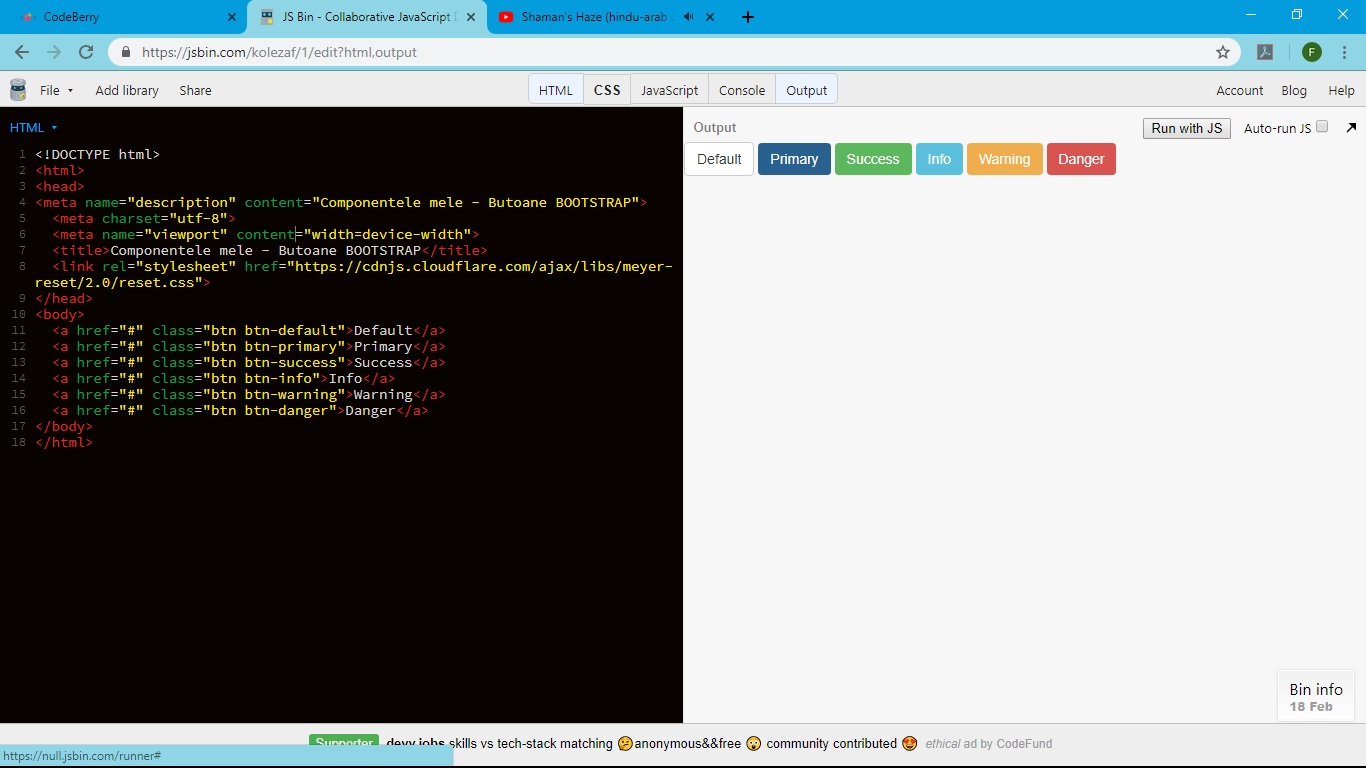 CodeBerry
JS Bin - Collaborative JavaScript
Shaman's Haze (hindu-arab
https://jsbin.com/kolezaf/1/edit?html,output
F
File
Add library
Share
HTML
CSS
JavaScript
Console
Output
Account
Blog
Help
HTML
Output
Run with JS
Auto-run JS
1 <!DOCTYPE html>
2 <html>
3 <head>
4 <meta name="description" content="Componentele mele - Butoane BOOTSTRAP">
5 <meta charset="utf-8">
6 <meta name="viewport" content="width=device-width">
7 <title>Componentele mele - Butoane BOOTSTRAP</title>
8 <link rel="stylesheet" href="https://cdnjs.cloudflare.com/ajax/libs/meyer-
reset/2.0/reset.css">
9 </head>
10 <body>
11 <a href="#" class="btn btn-default">Default</a>
12 <a href="#" class="btn btn-primary">Primary</a>
13 <a href="#" class="btn btn-success">Success</a>
14 <a href="#" class="btn btn-info">Info</a>
15 <a href="#" class="btn btn-warning">Warning</a>
16 <a href="#" class="btn btn-danger">Danger</a>
17 </body>
18 </html>
Default
Primary
Success
Info
Warning
Danger
Bin info
18 Feb
Supporter
devv jobs skills vs tech-stack matching 🤔anonymous&&free 😮 community contributed 🤩 ethical ad by CodeFund
https://null.jsbin.com/runner#